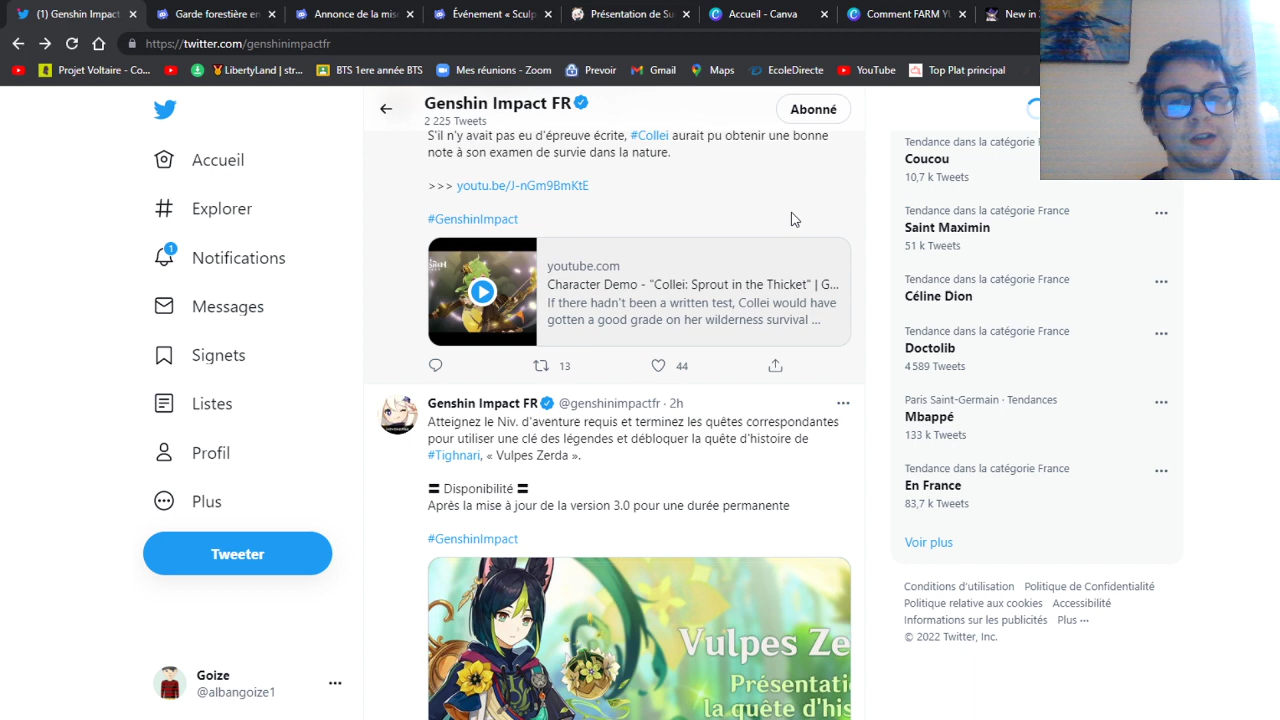 (1) Genshin Impact
Garde forestière en
Annonce de la mis
Événement « Sculp
Présentation de Su
Accueil - Canva
Comment FARM V
New in
https://twitter.com/genshinimpactfr
Projet Voltaire - Co...
LibertyLand | str...
BTS 1ere année BTS
Mes réunions - Zoom
Prevoir
Gmail
Maps
EcoleDirecte
YouTube
Top Plat principal
Genshin Impact FR
2 225 Tweets
Abonné
Accueil
Explorer
1
Notifications
Messages
Signets
Listes
Profil
Plus
Tweeter
Goize
@albangoize1
S'il n'y avait pas eu d'épreuve écrite, #Collei aurait pu obtenir une bonne
note à son examen de survie dans la nature.
>>> youtu.be/J-nGm9BmKtE
#GenshinImpact
youtube.com
Character Demo - "Collei: Sprout in the Thicket" | G...
If there hadn't been a written test, Collei would have
gotten a good grade on her wilderness survival ...
13
44
Genshin Impact FR @genshinimpactfr · 2h
Atteignez le Niv. d'aventure requis et terminez les quêtes correspondantes
pour utiliser une clé des légendes et débloquer la quête d'histoire de
#Tighnari, « Vulpes Zerda ».
〓 Disponibilité 〓
Après la mise à jour de la version 3.0 pour une durée permanente
#GenshinImpact
Vulpes Ze
Présentati
la quête d'his
Tendance dans la catégorie France
Coucou
10,7 k Tweets
Tendance dans la catégorie France
Saint Maximin
51 k Tweets
Tendance dans la catégorie France
Céline Dion
Tendance dans la catégorie France
Doctolib
4 589 Tweets
Paris Saint-Germain · Tendances
Mbappé
133 k Tweets
Tendance dans la catégorie France
En France
83,7 k Tweets
Voir plus
Conditions d'utilisation Politique de Confidentialité
Politique relative aux cookies Accessibilité
Informations sur les publicités Plus ···
© 2022 Twitter, Inc.